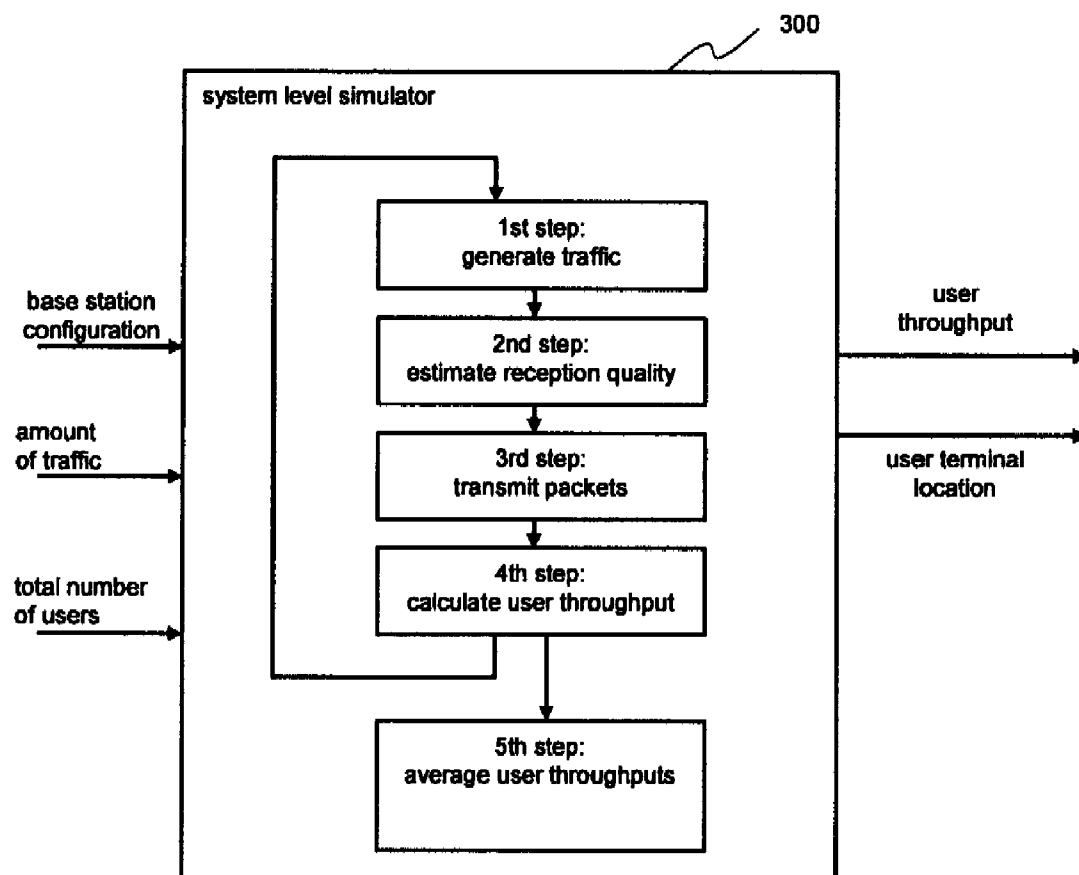 300
system level simulator
1st step:
generate traffic
base station
configuration
2nd step:
estimate reception quality
user
throughput
amount
of traffic
3rd step:
transmit packets
user terminal
location
total number
of users
4th step:
calculate user throughput
5th step:
average user throughputs